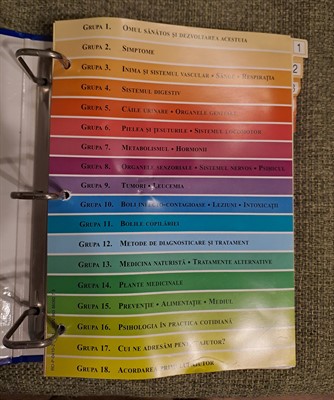 GRUPA 1. OMUL SĂNĂTOS ȘI DEZVOLTAREA ACESTUIA
GRUPA 2. SIMPTOME
GRUPA 3. INIMA ȘI SISTEMUL VASCULAR • SÂNGE • RESPIRAȚIA
GRUPA 4. SISTEMUL DIGESTIV
GRUPA 5. CĂILE URINARE • ORGANELE GENITALE
GRUPA 6. PIELEA ȘI ȚESUTURILE • SISTEMUL LOCOMOTOR
GRUPA 7. METABOLISMUL • HORMONII
GRUPA 8. ORGANELE SENZORIALE • SISTEMUL NERVOS • PSIHICUL
GRUPA 9. TUMORI • LEUCEMIA
GRUPA 10. BOLI INFECTO-CONTAGIOASE • LEZIUNI • INTOXICAȚII
GRUPA 11. BOLILE COPILĂRIEI
GRUPA 12. METODE DE DIAGNOSTICARE ȘI TRATAMENT
GRUPA 13. MEDICINA NATURISTĂ • TRATAMENTE ALTERNATIVE
GRUPA 14. PLANTE MEDICINALE
GRUPA 15. PREVENȚIE • ALIMENTAȚIE • MEDIUL
GRUPA 16. PSIHOLOGIA ÎN PRACTICA COTIDIANĂ
GRUPA 17. CUI NE ADRESĂM PENTRU AJUTOR?
GRUPA 18. ACORDAREA PRIMULUI AJUTOR
1
2